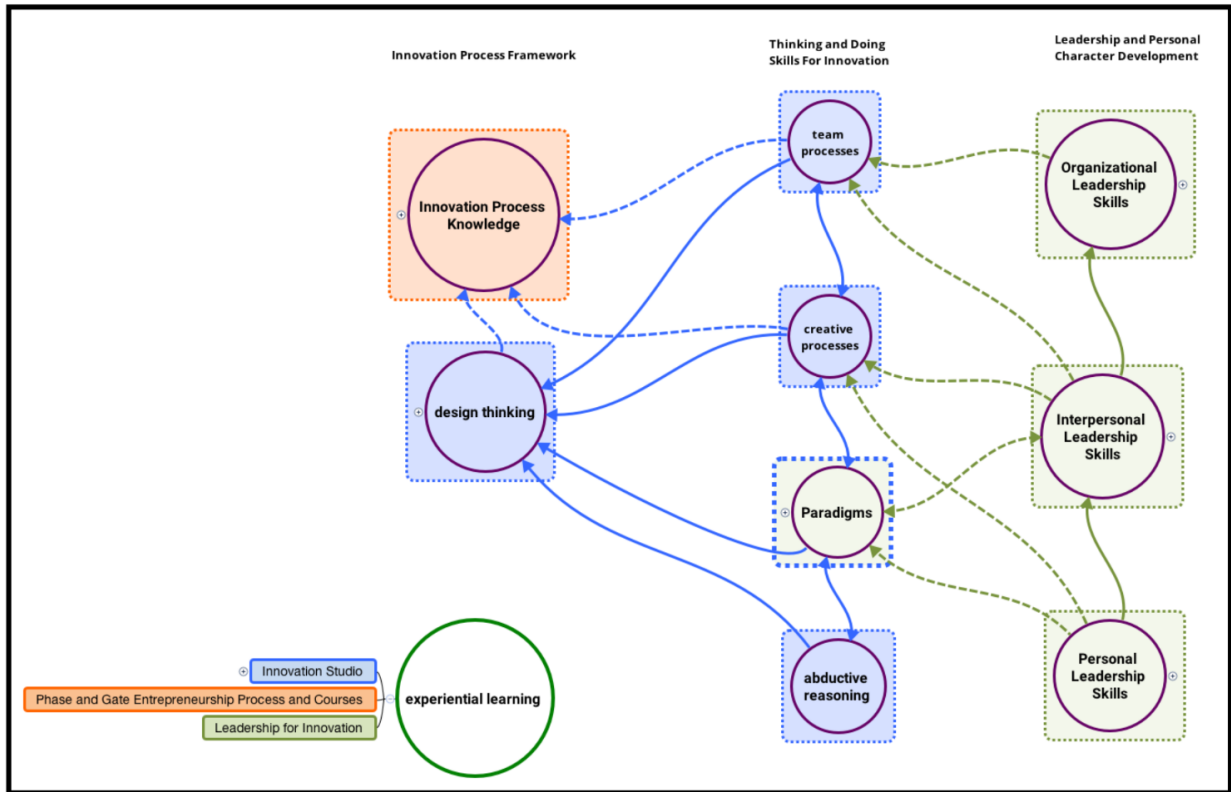 Innovation Process Framework
Thinking and Doing
Skills For Innovation
Leadership and Personal
Character Development
team
processes
Organizational
Leadership
Skills
Innovation Process
Knowledge
creative
processes
design thinking
Interpersonal
Leadership
Skills
Paradigms
abductive
reasoning
Personal
Leadership
Skills
Innovation Studio
Phase and Gate Entrepreneurship Process and Courses
Leadership for Innovation
experiential learning